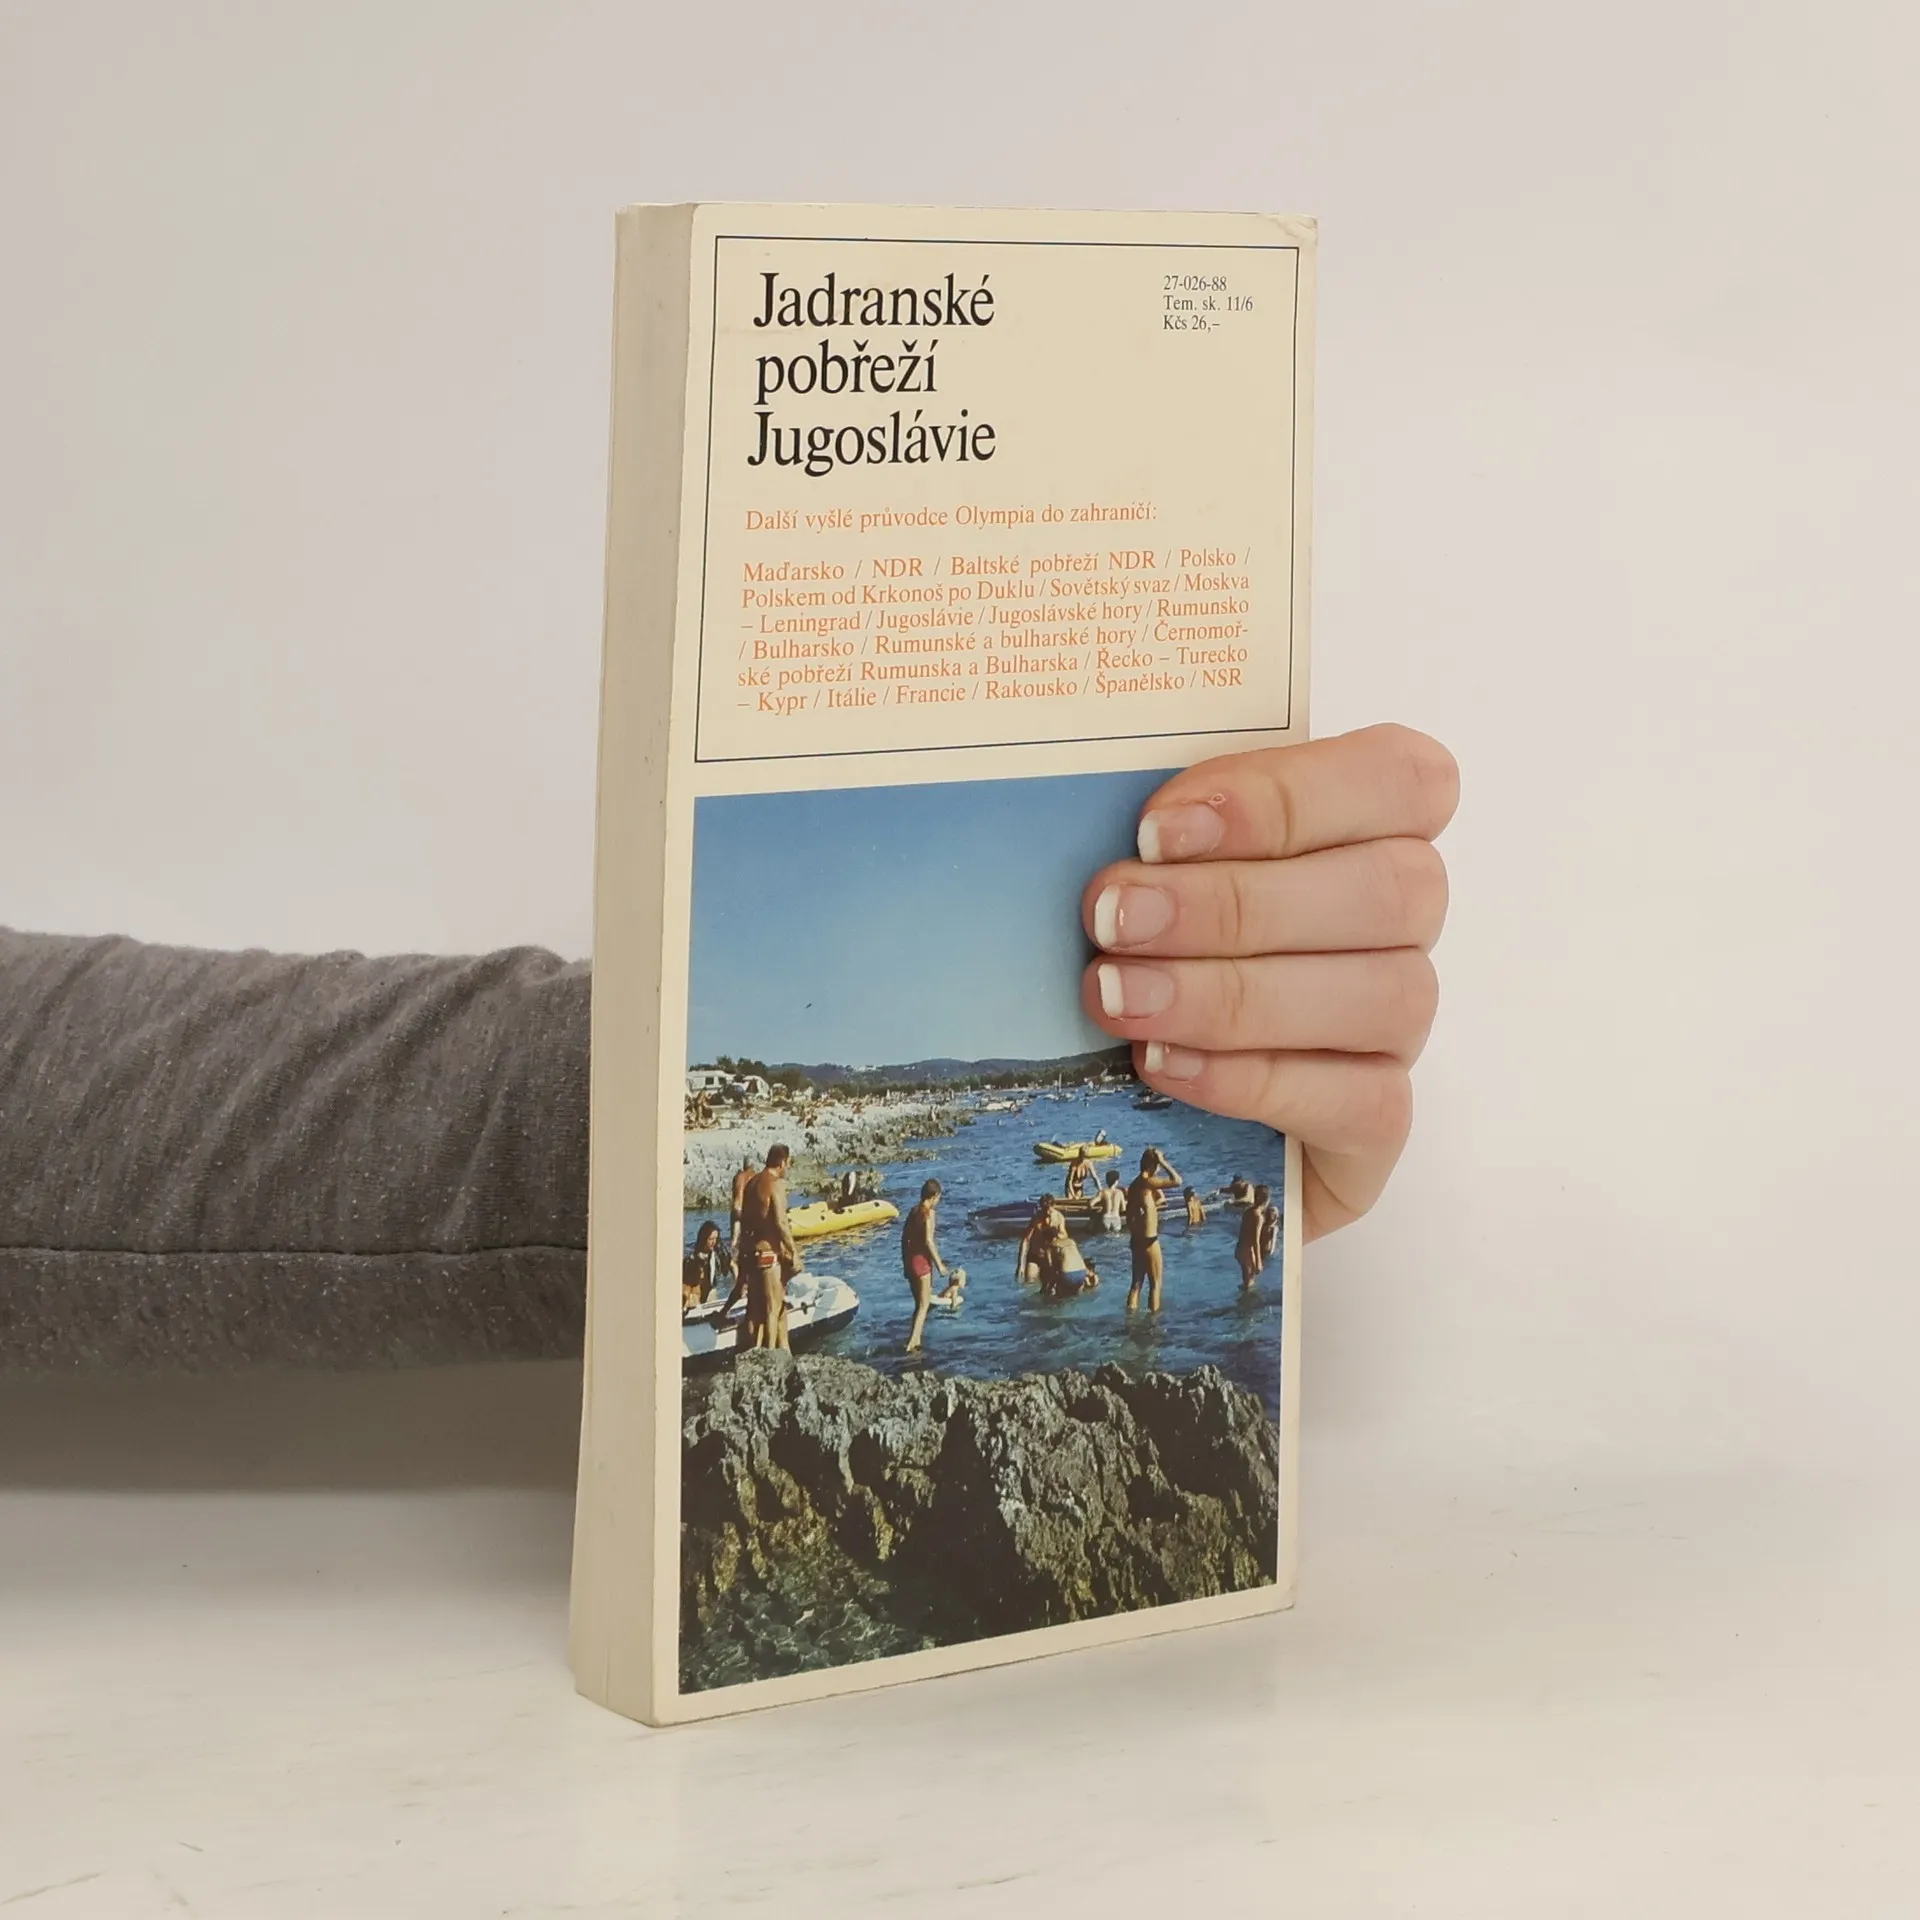 Jadranské
pobřeží
Jugoslávie
27-026-88
Tem. sk. 11/6
Kčs 26,–
Další vyšlé průvodce Olympia do zahraničí:
Maďarsko / NDR / Baltské pobřeží NDR / Polsko /
Polskem od Krkonoš po Duklu / Sovětský svaz / Moskva
– Leningrad / Jugoslávie / Jugoslávské hory / Rumunsko
/ Bulharsko / Rumunské a bulharské hory / Černomoř-
ské pobřeží Rumunska a Bulharska / Řecko – Turecko
– Kypr / Itálie / Francie / Rakousko / Španělsko / NSR